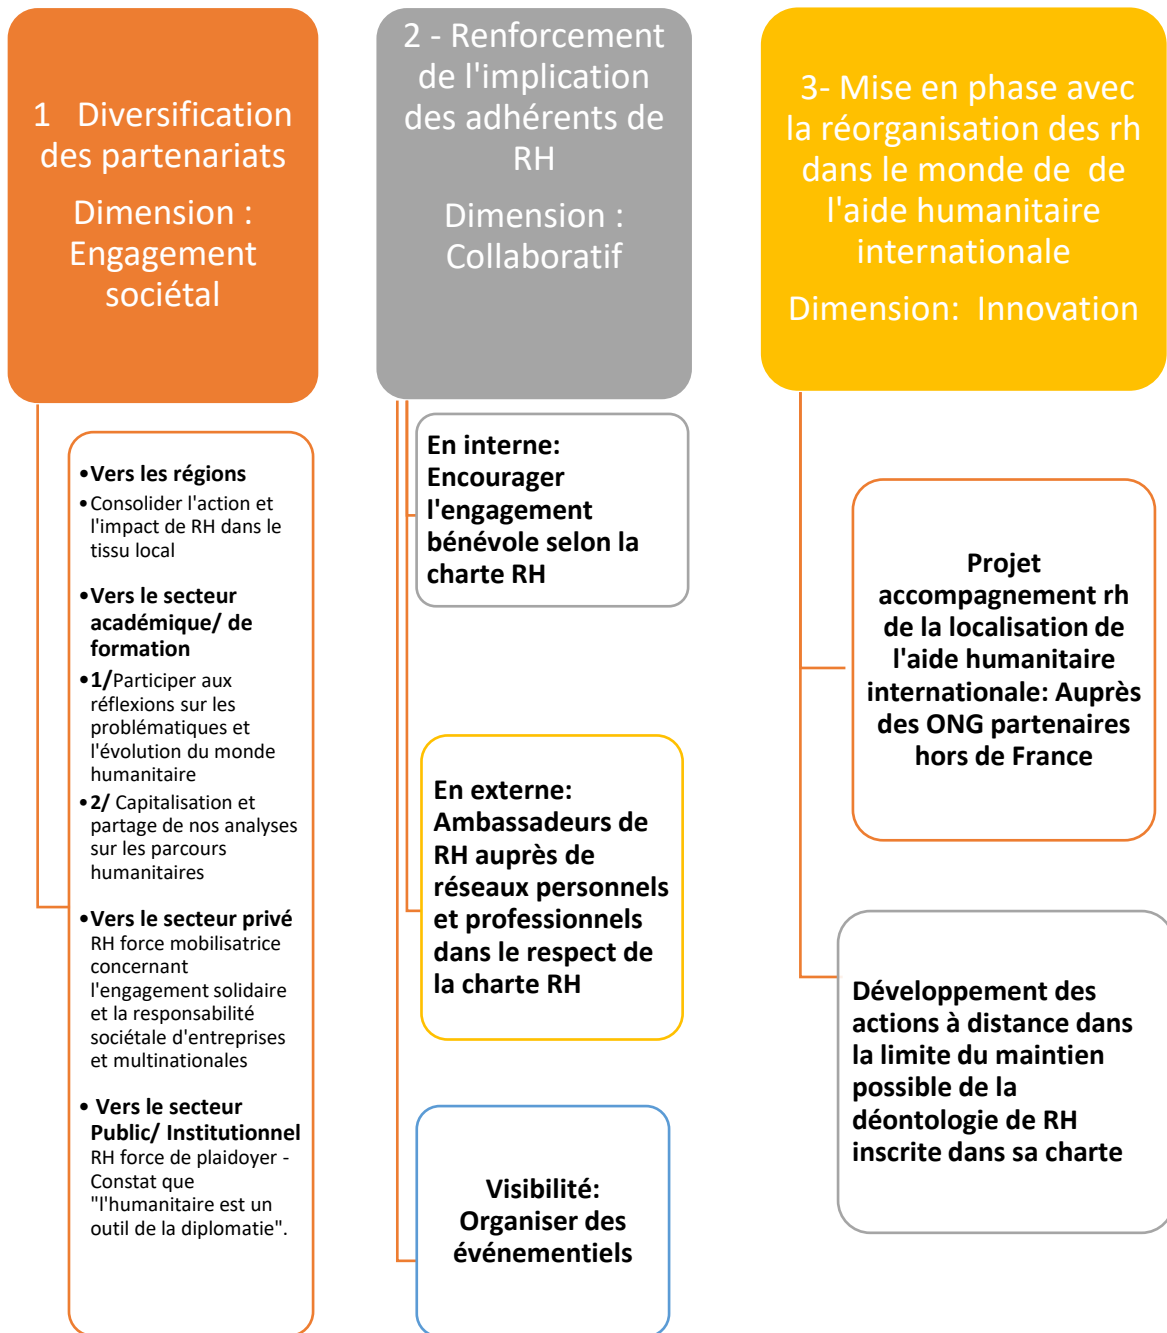 1   Diversification
des partenariats
Dimension :
Engagement
sociétal
•Vers les régions
•Consolider l'action et
l'impact de RH dans le
tissu local
•Vers le secteur
académique/ de
formation
•1/Participer aux
réflexions sur les
problématiques et
l'évolution du monde
humanitaire
•2/ Capitalisation et
partage de nos analyses
sur les parcours
humanitaires
•Vers le secteur privé
RH force mobilisatrice
concernant
l'engagement solidaire
et la responsabilité
sociétale d'entreprises
et multinationales
• Vers le secteur
Public/ Institutionnel
RH force de plaidoyer -
Constat que
"l'humanitaire est un
outil de la diplomatie".
2 - Renforcement
de l'implication
des adhérents de
RH
Dimension :
Collaboratif
En interne:
Encourager
l'engagement
bénévole selon la
charte RH
En externe:
Ambassadeurs de
RH auprès de
réseaux personnels
et professionnels
dans le respect de
la charte RH
Visibilité:
Organiser des
événementiels
3- Mise en phase avec
la réorganisation des rh
dans le monde de  de
l'aide humanitaire
internationale
Dimension:  Innovation
Projet
accompagnement rh
de la localisation de
l'aide humanitaire
internationale: Auprès
des ONG partenaires
hors de France
Développement des
actions à distance dans
la limite du maintien
possible de la
déontologie de RH
inscrite dans sa charte